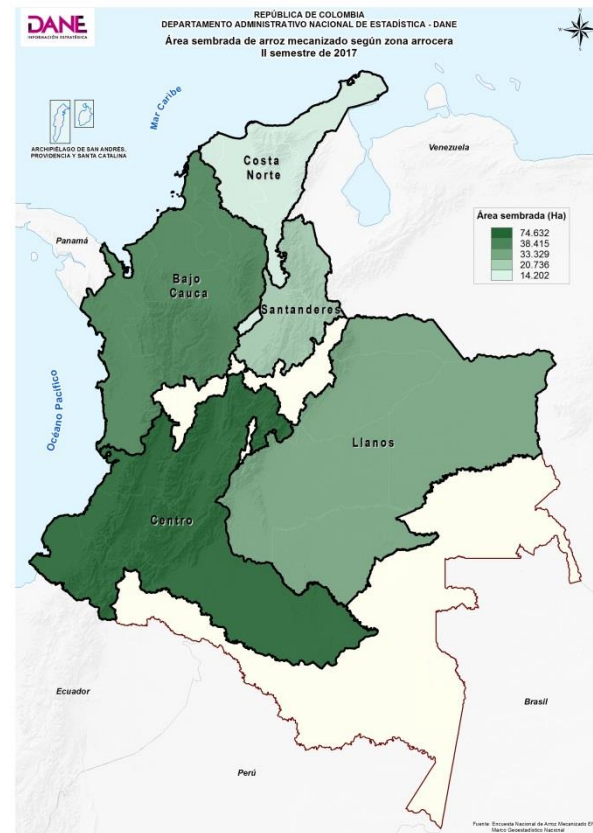 DANE
INFORMACIÓN ESTRATÉGICA
REPÚBLICA DE COLOMBIA
DEPARTAMENTO ADMINISTRATIVO NACIONAL DE ESTADÍSTICA - DANE
Área sembrada de arroz mecanizado según zona arrocera
II semestre de 2017
Mar Caribe
ARCHIPIÉLAGO DE SAN ANDRÉS,
PROVIDENCIA Y SANTA CATALINA
Costa
Norte
Venezuela
Panamá
Área sembrada (Ha)
74.632
38.415
33.329
20.736
14.202
Bajo
Cauca
Santanderes
Océano Pacífico
Llanos
Centro
Ecuador
Brasil
Perú
Fuente: Encuesta Nacional de Arroz Mecanizado
Marco Geoestadístico Nacional